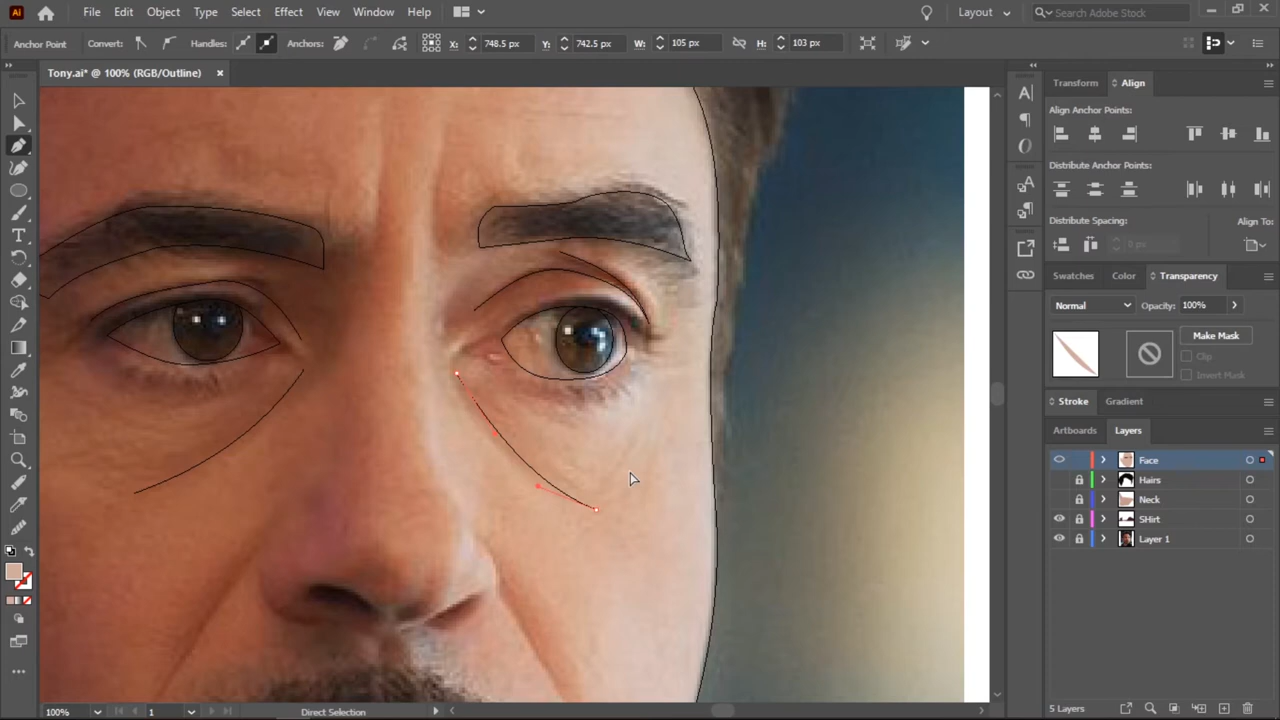 Ai File Edit Object Type Select Effect View Window Help Layout Search Adobe Stock
Anchor Point Convert: Handles: Anchors: X: 748.5 px Y: 742.5 px W: 105 px H: 103 px
Tony.ai* @ 100% (RGB/Outline) ×
Transform Align
Align Anchor Points:
Distribute Anchor Points:
Distribute Spacing: Align To:
0 px
Swatches Color Transparency
Normal Opacity: 100%
Make Mask
Clip
Invert Mask
Stroke Gradient
Artboards Layers
Face
Hairs
Neck
SHirt
Layer 1
100% 1 Direct Selection 5 Layers